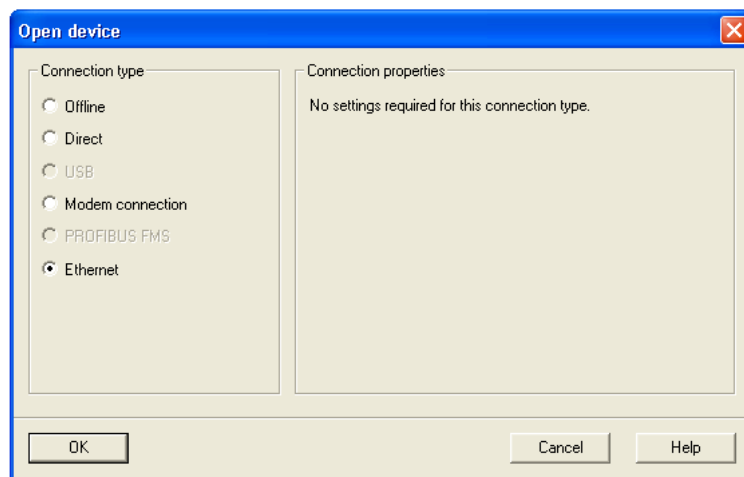 Open device
Connection type
Offline
Direct
USB
Modem connection
PROFIBUS FMS
Ethernet
Connection properties
No settings required for this connection type.
OK
Cancel
Help